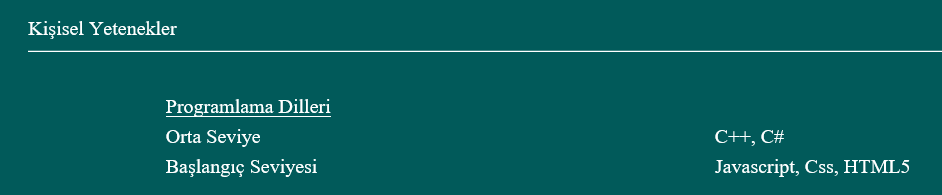 Kişisel Yetenekler
Programlama Dilleri
Orta Seviye C++, C#
Başlangıç Seviyesi Javascript, Css, HTML5